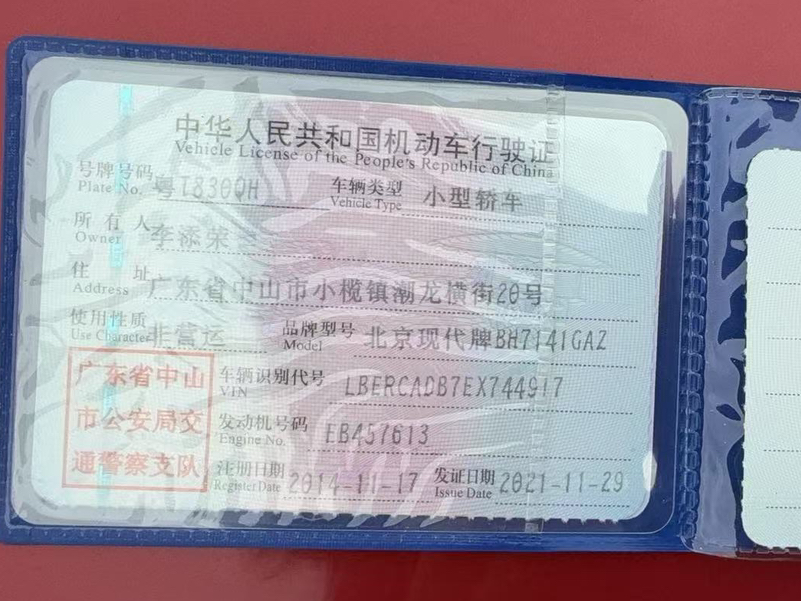 中华人民共和国机动车行驶证
Vehicle License of the People's Republic of China
号牌号码 Plate No. 粤T8300H 车辆类型 Vehicle Type 小型轿车
所有人 Owner 李添荣
住址 Address 广东省中山市小榄镇潮龙横街20号
使用性质 Use Character 非营运 品牌型号 Model 北京现代牌BH7141GAZ
车辆识别代号 VIN LBERCADB7EX744917
发动机号码 Engine No. EB457613
注册日期 Register Date 2014-11-17 发证日期 Issue Date 2021-11-29
广东省中山
市公安局交
通警察支队